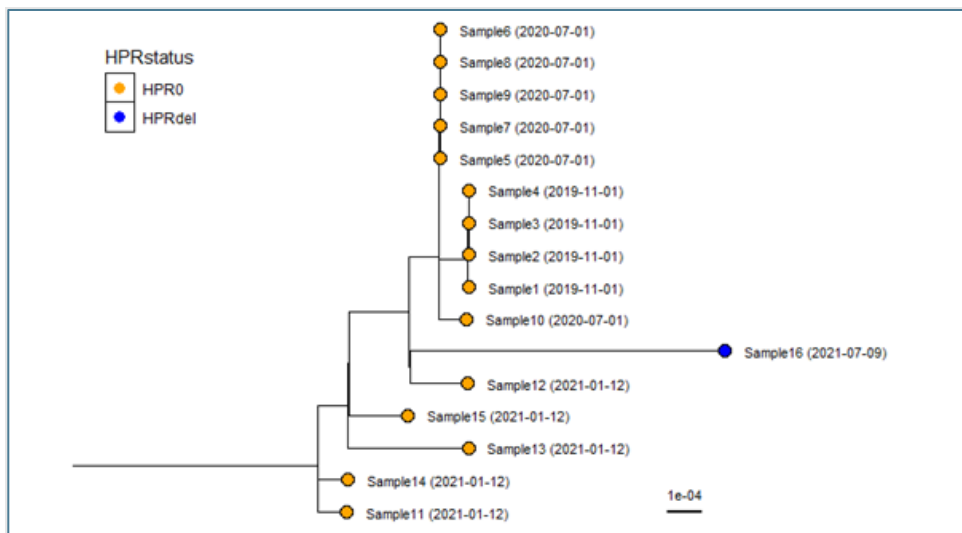 HPRstatus
HPR0
HPRdel
Sample6 (2020-07-01)
Sample8 (2020-07-01)
Sample9 (2020-07-01)
Sample7 (2020-07-01)
Sample5 (2020-07-01)
Sample4 (2019-11-01)
Sample3 (2019-11-01)
Sample2 (2019-11-01)
Sample1 (2019-11-01)
Sample10 (2020-07-01)
Sample16 (2021-07-09)
Sample12 (2021-01-12)
Sample15 (2021-01-12)
Sample13 (2021-01-12)
Sample14 (2021-01-12)
Sample11 (2021-01-12)
1e-04